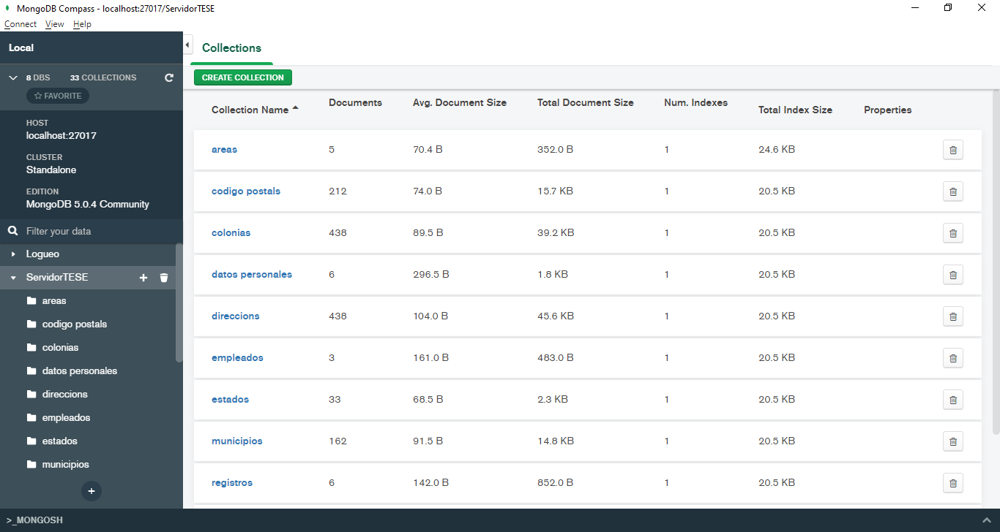 MongoDB Compass - localhost:27017/ServidorTESE
Connect View Help
Local
8 DBS 33 COLLECTIONS
FAVORITE
HOST
localhost:27017
CLUSTER
Standalone
EDITION
MongoDB 5.0.4 Community
Filter your data
Logueo
ServidorTESE
areas
codigo postals
colonias
datos personales
direccions
empleados
estados
municipios
Collections
CREATE COLLECTION
Collection Name Documents Avg. Document Size Total Document Size Num. Indexes Total Index Size Properties
areas 5 70.4 B 352.0 B 1 24.6 KB
codigo postals 212 74.0 B 15.7 KB 1 20.5 KB
colonias 438 89.5 B 39.2 KB 1 20.5 KB
datos personales 6 296.5 B 1.8 KB 1 20.5 KB
direccions 438 104.0 B 45.6 KB 1 20.5 KB
empleados 3 161.0 B 483.0 B 1 20.5 KB
estados 33 68.5 B 2.3 KB 1 20.5 KB
municipios 162 91.5 B 14.8 KB 1 20.5 KB
registros 6 142.0 B 852.0 B 1 20.5 KB
>_MONGOSH